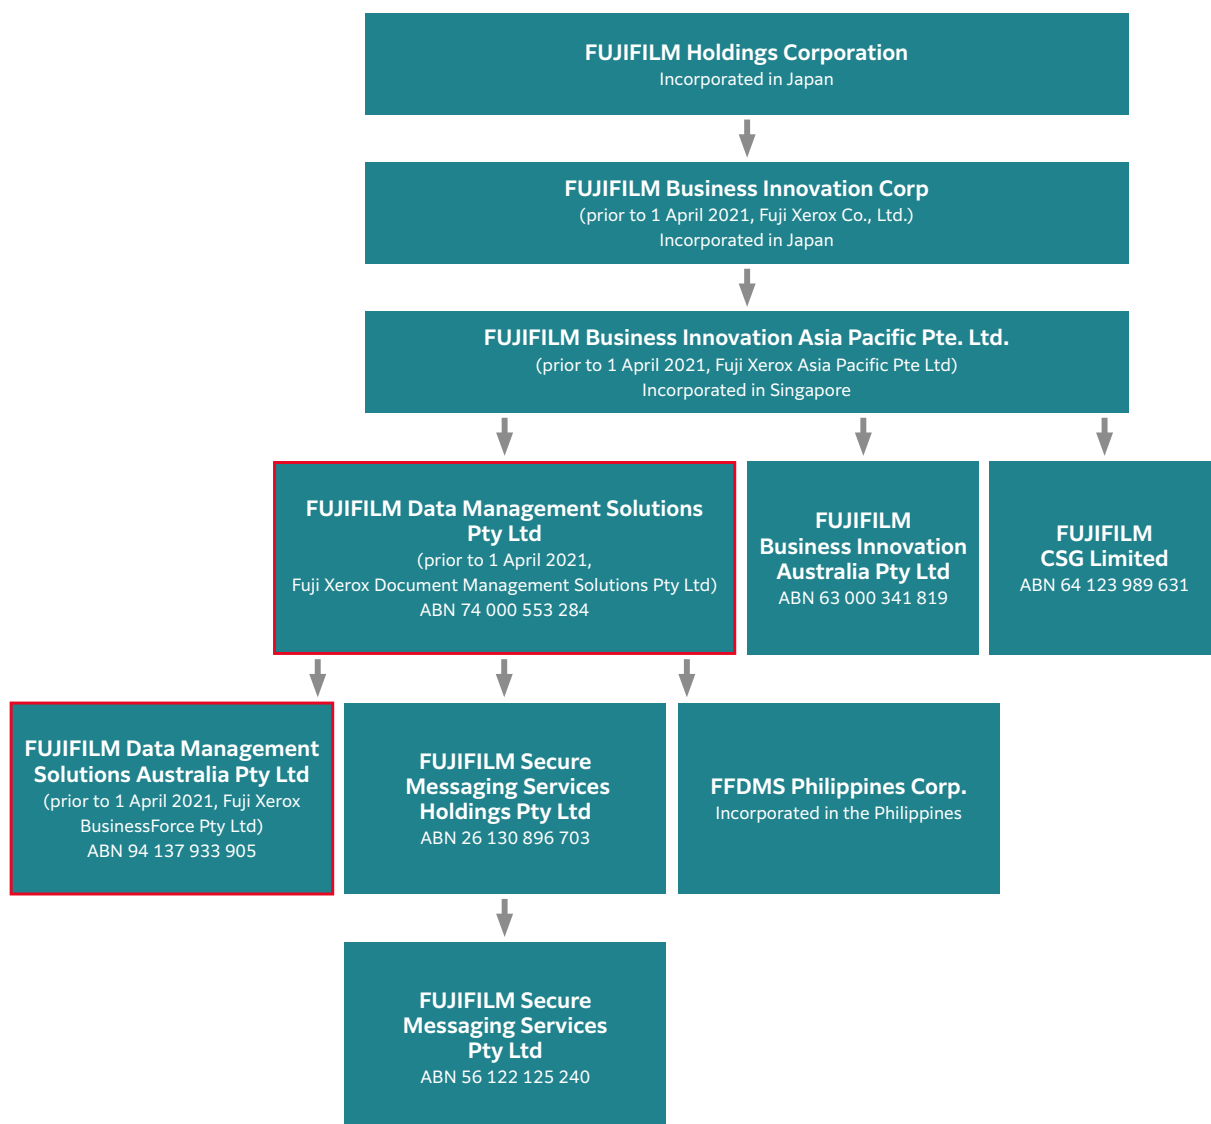 FUJIFILM Holdings Corporation
Incorporated in Japan
FUJIFILM Business Innovation Corp
(prior to 1 April 2021, Fuji Xerox Co., Ltd.)
Incorporated in Japan
FUJIFILM Business Innovation Asia Pacific Pte. Ltd.
(prior to 1 April 2021, Fuji Xerox Asia Pacific Pte Ltd)
Incorporated in Singapore
FUJIFILM Data Management Solutions
Pty Ltd
(prior to 1 April 2021,
Fuji Xerox Document Management Solutions Pty Ltd)
ABN 74 000 553 284
FUJIFILM
Business Innovation
Australia Pty Ltd
ABN 63 000 341 819
FUJIFILM
CSG Limited
ABN 64 123 989 631
FUJIFILM Data Management
Solutions Australia Pty Ltd
(prior to 1 April 2021, Fuji Xerox
BusinessForce Pty Ltd)
ABN 94 137 933 905
FUJIFILM Secure
Messaging Services
Holdings Pty Ltd
ABN 26 130 896 703
FFDMS Philippines Corp.
Incorporated in the Philippines
FUJIFILM Secure
Messaging Services
Pty Ltd
ABN 56 122 125 240